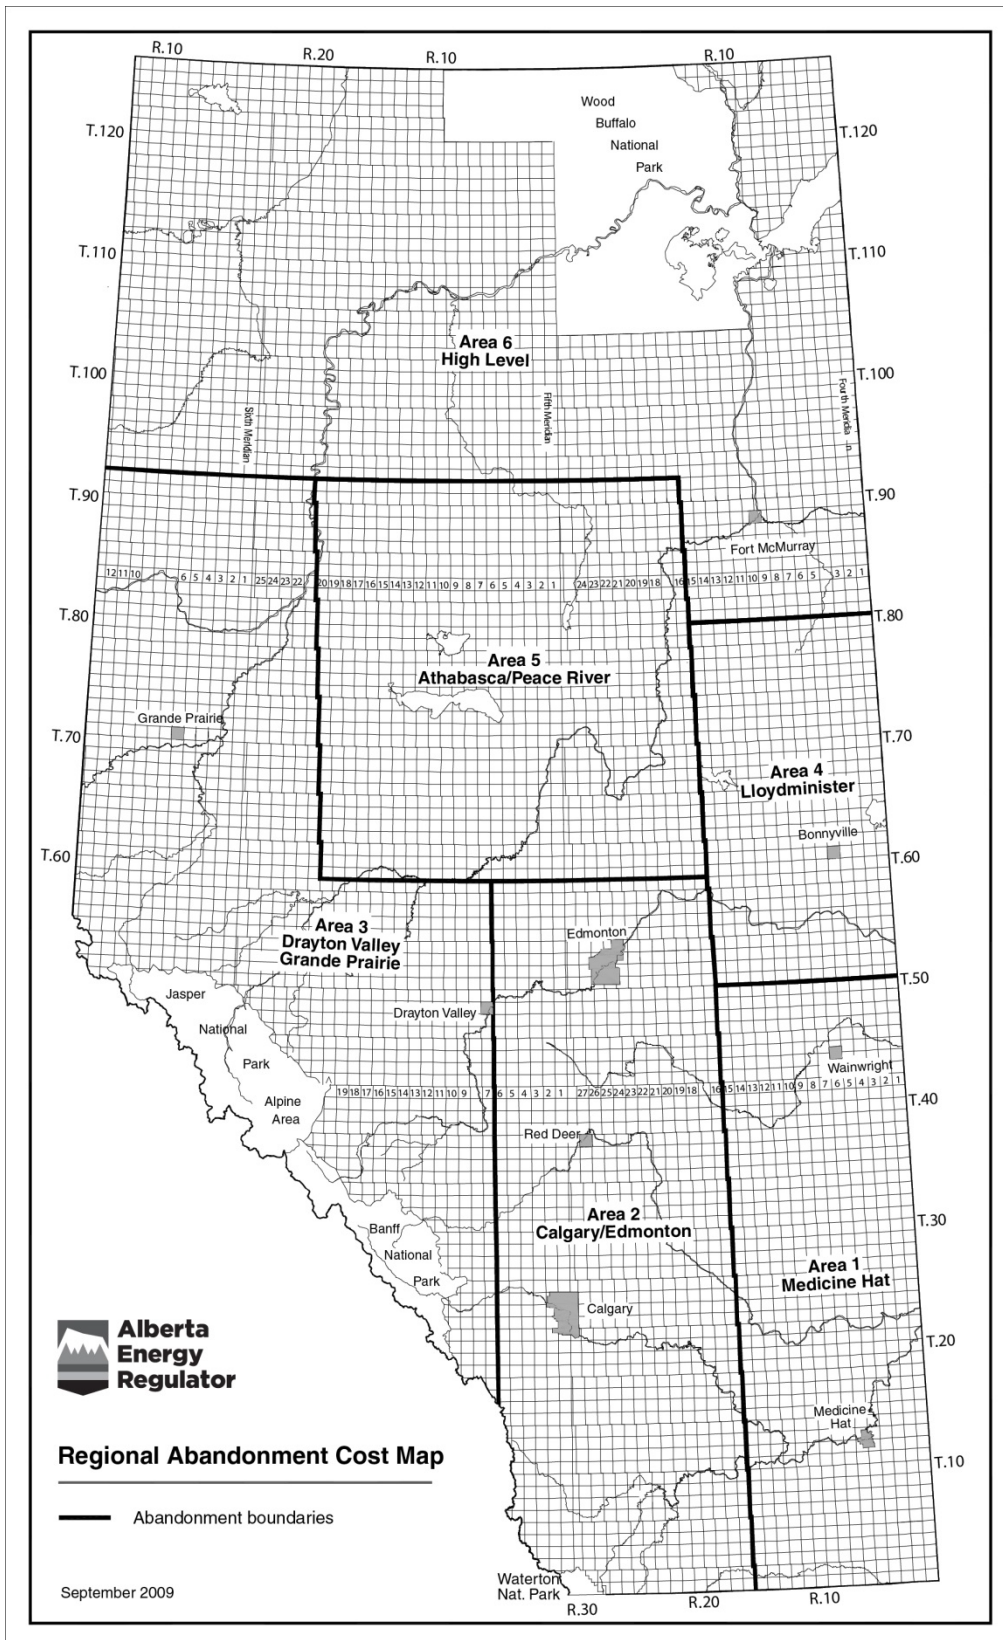 R.10
R.20
R.10
R.10
T.120
Wood
Buffalo
National
Park
T.120
T.110
T.110
Area 6
High Level
T.100
T.100
Sixth Meridian
Fifth Meridian
T.90
T.90
Fort McMurray
12 11 10 6 5 4 3 2 1 25 24 23 22 20 19 18 17 16 15 14 13 12 11 10 9 8 7 6 5 4 3 2 1 24 23 22 21 20 19 18 16 15 14 13 12 11 10 9 8 7 6 5 3 2 1
T.80
T.80
Area 5
Athabasca/Peace River
Grande Prairie
T.70
T.70
Area 4
Lloydminister
Bonnyville
T.60
T.60
Area 3
Drayton Valley
Grande Prairie
Edmonton
T.50
Jasper
National
Park
Alpine
Area
Drayton Valley
Wainwright
19 18 17 16 15 14 13 12 11 10 9 7 6 5 4 3 2 1 27 26 25 24 23 22 21 20 19 18 16 15 14 13 12 11 10 9 8 7 6 5 4 3 2 1
T.40
Red Deer
Area 2
Calgary/Edmonton
T.30
Banff
National
Park
Area 1
Medicine Hat
Calgary
T.20
Alberta
Energy
Regulator
Medicine
Hat
Regional Abandonment Cost Map
T.10
Abandonment boundaries
September 2009
Waterton
Nat. Park
R.30
R.20
R.10